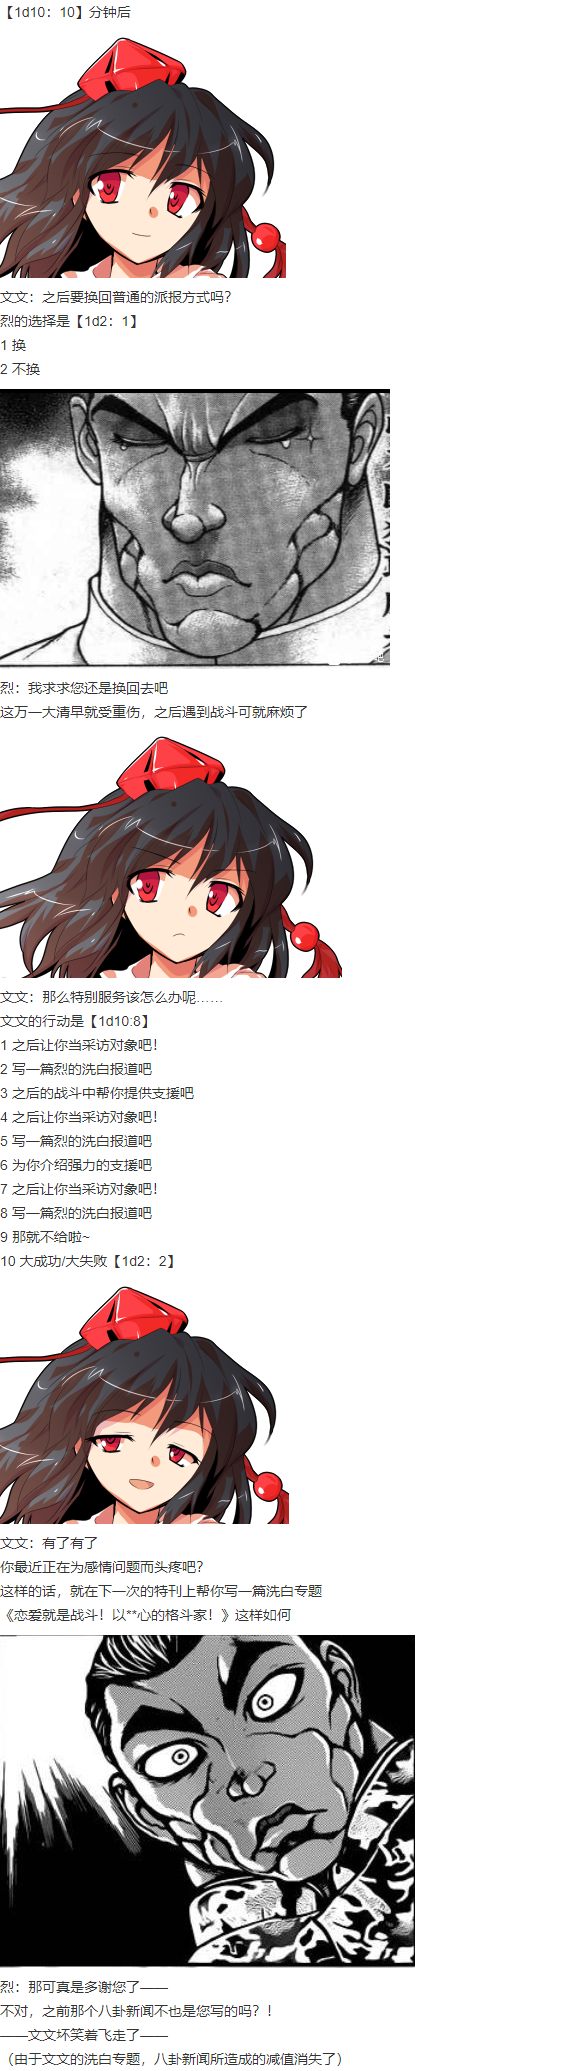 【1d10：10】分钟后
文文：之后要换回普通的派报方式吗?
烈的选择是【1d2：1】
1 换
2 不换
烈：我求求您还是换回去吧
这万一大清早就受重伤，之后遇到战斗可就麻烦了
文文：那么特别服务该怎么办呢……
文文的行动是【1d10:8】
1 之后让你当采访对象吧！
2 写一篇烈的洗白报道吧
3 之后的战斗中帮你提供支援吧
4 之后让你当采访对象吧！
5 写一篇烈的洗白报道吧
6 为你介绍强力的支援吧
7 之后让你当采访对象吧！
8 写一篇烈的洗白报道吧
9 那就不给啦~
10 大成功/大失败【1d2：2】
文文：有了有了
你最近正在为感情问题而头疼吧?
这样的话，就在下一次的特刊上帮你写一篇洗白专题
《恋爱就是战斗！以**心的格斗家！》这样如何
烈：那可真是多谢您了——
不对，之前那个八卦新闻不也是您写的吗？！
——文文坏笑着飞走了——
（由于文文的洗白专题，八卦新闻所造成的减值消失了）